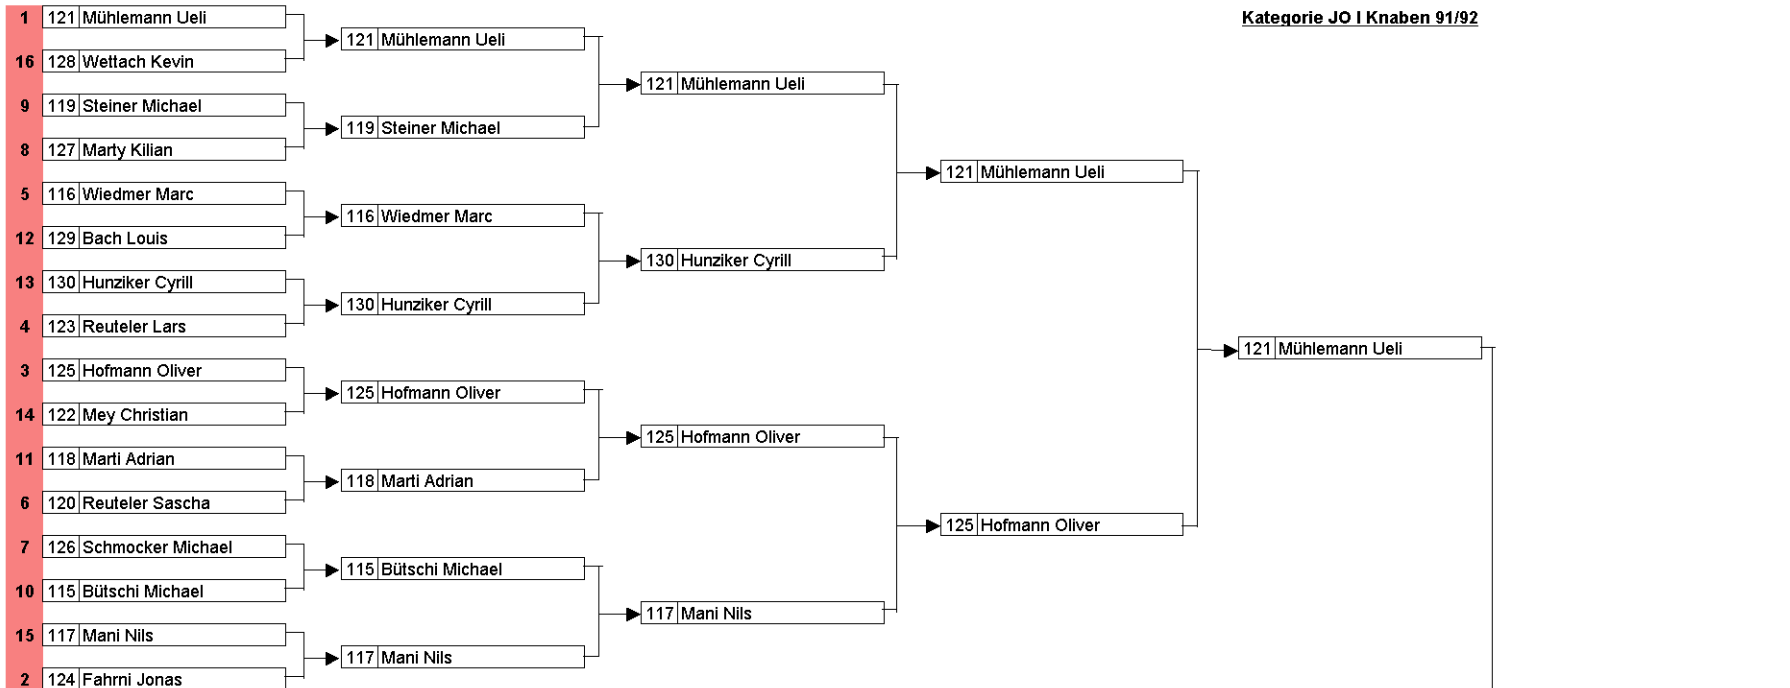 Kategorie JO I Knaben 91/92
1 121 Mühlemann Ueli
121 Mühlemann Ueli
16 128 Wettach Kevin
121 Mühlemann Ueli
9 119 Steiner Michael
119 Steiner Michael
8 127 Marty Kilian
121 Mühlemann Ueli
5 116 Wiedmer Marc
116 Wiedmer Marc
12 129 Bach Louis
130 Hunziker Cyrill
13 130 Hunziker Cyrill
130 Hunziker Cyrill
4 123 Reuteler Lars
121 Mühlemann Ueli
3 125 Hofmann Oliver
125 Hofmann Oliver
14 122 Mey Christian
125 Hofmann Oliver
11 118 Marti Adrian
118 Marti Adrian
6 120 Reuteler Sascha
125 Hofmann Oliver
7 126 Schmocker Michael
115 Bütschi Michael
10 115 Bütschi Michael
117 Mani Nils
15 117 Mani Nils
117 Mani Nils
2 124 Fahrni Jonas